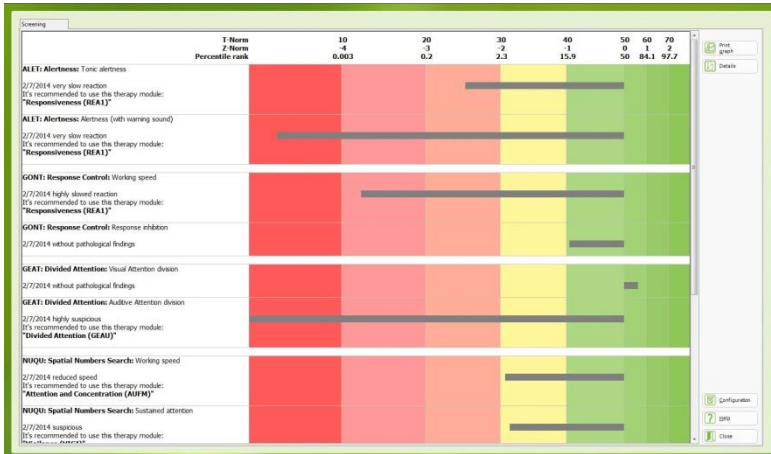 Screening
T-Norm 10 20 30 40 50 60 70
Z-Norm -4 -3 -2 -1 0 1 2
Percentile rank 0.003 0.2 2.3 15.9 50 84.1 97.7
Print graph
Details
ALET: Alertness: Tonic alertness
2/7/2014 very slow reaction
It's recommended to use this therapy module:
"Responsiveness (REA1)"
ALET: Alertness: Alertness (with warning sound)
2/7/2014 very slow reaction
It's recommended to use this therapy module:
"Responsiveness (REA1)"
GONT: Response Control: Working speed
2/7/2014 highly slowed reaction
It's recommended to use this therapy module:
"Responsiveness (REA1)"
GONT: Response Control: Response inhibition
2/7/2014 without pathological findings
GEAT: Divided Attention: Visual Attention division
2/7/2014 without pathological findings
GEAT: Divided Attention: Auditive Attention division
2/7/2014 highly suspicious
It's recommended to use this therapy module:
"Divided Attention (GEAU)"
NUQU: Spatial Numbers Search: Working speed
2/7/2014 reduced speed
It's recommended to use this therapy module:
"Attention and Concentration (AUFM)"
NUQU: Spatial Numbers Search: Sustained attention
2/7/2014 suspicious
It's recommended to use this therapy module:
Configuration
Help
Close